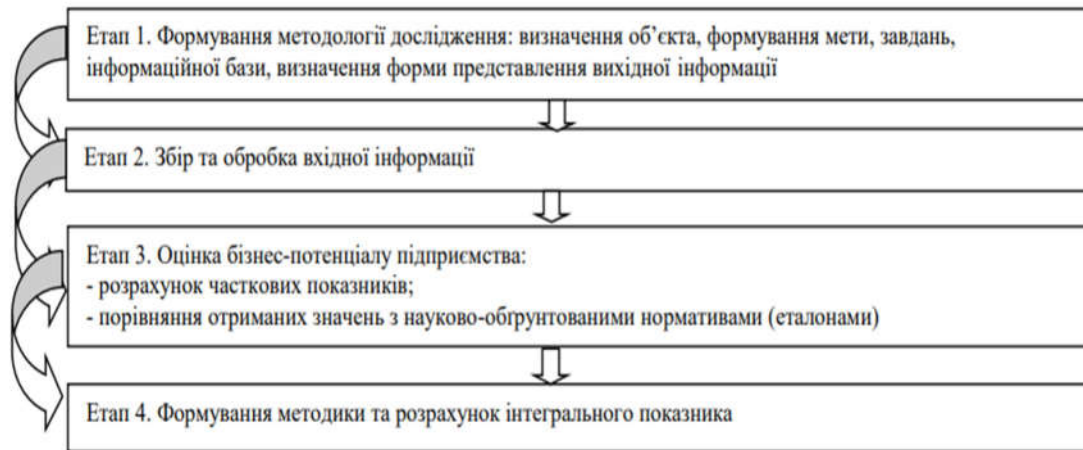 Етап 1. Формування методології дослідження: визначення об’єкта, формування мети, завдань,
інформаційної бази, визначення форми представлення вихідної інформації
Етап 2. Збір та обробка вхідної інформації
Етап 3. Оцінка бізнес-потенціалу підприємства:
- розрахунок часткових показників;
- порівняння отриманих значень з науково-обґрунтованими нормативами (еталонами)
Етап 4. Формування методики та розрахунок інтегрального показника